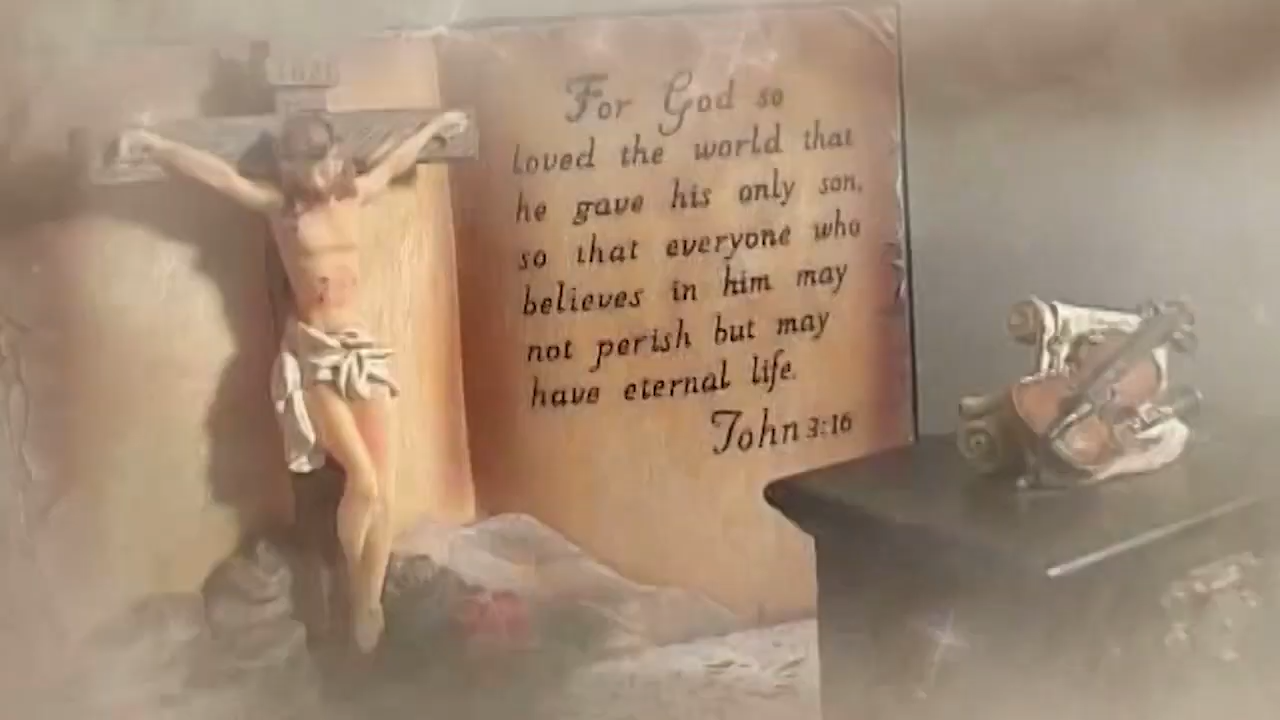 INRI
For God so
loved the world that
he gave his only son,
so that everyone who
believes in him may
not perish but may
have eternal life.
John 3:16